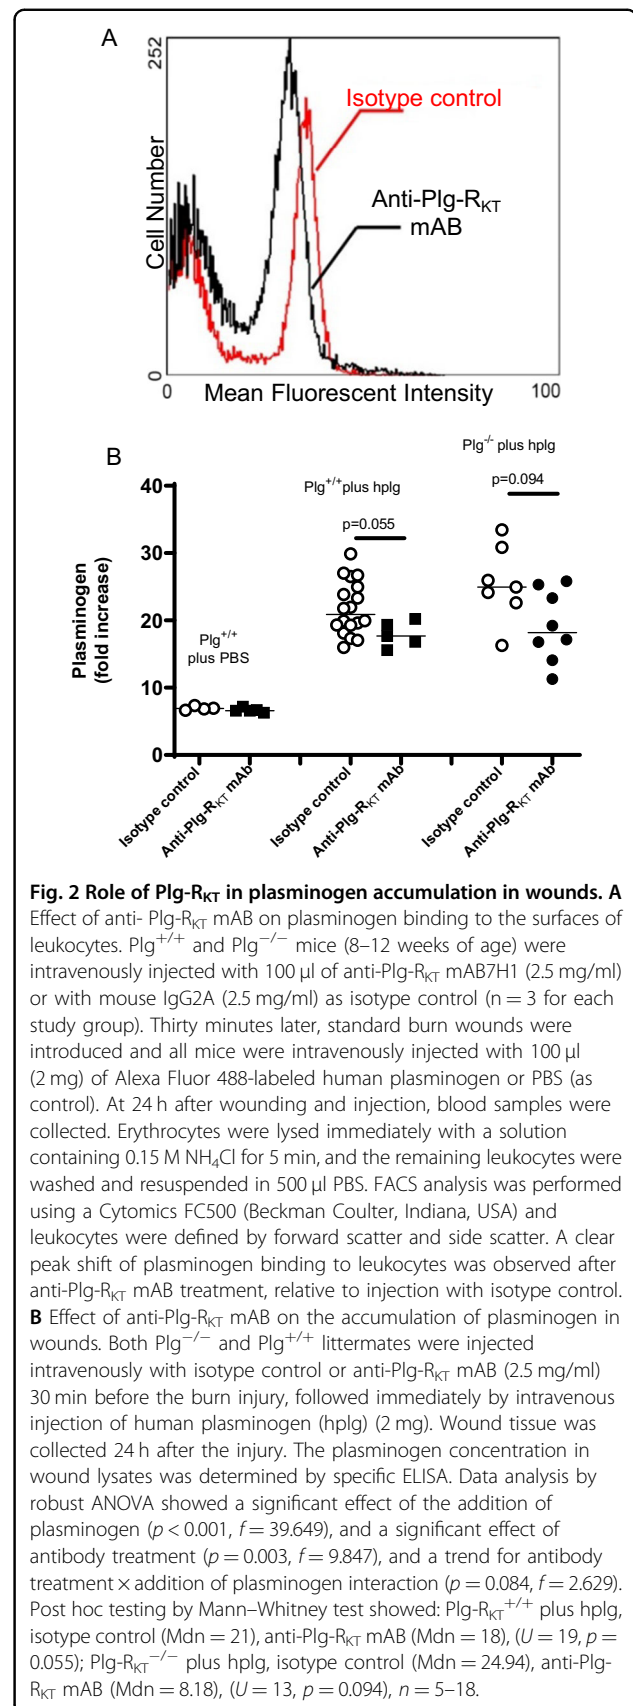 A
252
Isotype control
Anti-Plg-R_KT
mAB
Cell Number
0
0
Mean Fluorescent Intensity
100
B
Plg^-/- plus hplg
p=0.094
Plg^+/+plus hplg
p=0.055
Plg^+/+
plus PBS
40
30
20
10
0
Plasminogen
(fold increase)
Isotype control
Anti-Plg-R_KT mAb
Isotype control
Anti-Plg-R_KT mAb
Isotype control
Anti-Plg-R_KT mAb
Fig. 2 Role of Plg-R_KT in plasminogen accumulation in wounds. A
Effect of anti- Plg-R_KT mAB on plasminogen binding to the surfaces of
leukocytes. Plg^+/+ and Plg^−/− mice (8–12 weeks of age) were
intravenously injected with 100 µl of anti-Plg-R_KT mAB7H1 (2.5 mg/ml)
or with mouse IgG2A (2.5 mg/ml) as isotype control (n = 3 for each
study group). Thirty minutes later, standard burn wounds were
introduced and all mice were intravenously injected with 100 µl
(2 mg) of Alexa Fluor 488-labeled human plasminogen or PBS (as
control). At 24 h after wounding and injection, blood samples were
collected. Erythrocytes were lysed immediately with a solution
containing 0.15 M NH₄Cl for 5 min, and the remaining leukocytes were
washed and resuspended in 500 µl PBS. FACS analysis was performed
using a Cytomics FC500 (Beckman Coulter, Indiana, USA) and
leukocytes were defined by forward scatter and side scatter. A clear
peak shift of plasminogen binding to leukocytes was observed after
anti-Plg-R_KT mAB treatment, relative to injection with isotype control.
B Effect of anti-Plg-R_KT mAB on the accumulation of plasminogen in
wounds. Both Plg^−/− and Plg^+/+ littermates were injected
intravenously with isotype control or anti-Plg-R_KT mAB (2.5 mg/ml)
30 min before the burn injury, followed immediately by intravenous
injection of human plasminogen (hplg) (2 mg). Wound tissue was
collected 24 h after the injury. The plasminogen concentration in
wound lysates was determined by specific ELISA. Data analysis by
robust ANOVA showed a significant effect of the addition of
plasminogen (p < 0.001, f = 39.649), and a significant effect of
antibody treatment (p = 0.003, f = 9.847), and a trend for antibody
treatment × addition of plasminogen interaction (p = 0.084, f = 2.629).
Post hoc testing by Mann–Whitney test showed: Plg-R_KT^+/+ plus hplg,
isotype control (Mdn = 21), anti-Plg-R_KT mAB (Mdn = 18), (U = 19, p =
0.055); Plg-R_KT^−/− plus hplg, isotype control (Mdn = 24.94), anti-Plg-
R_KT mAB (Mdn = 8.18), (U = 13, p = 0.094), n = 5–18.